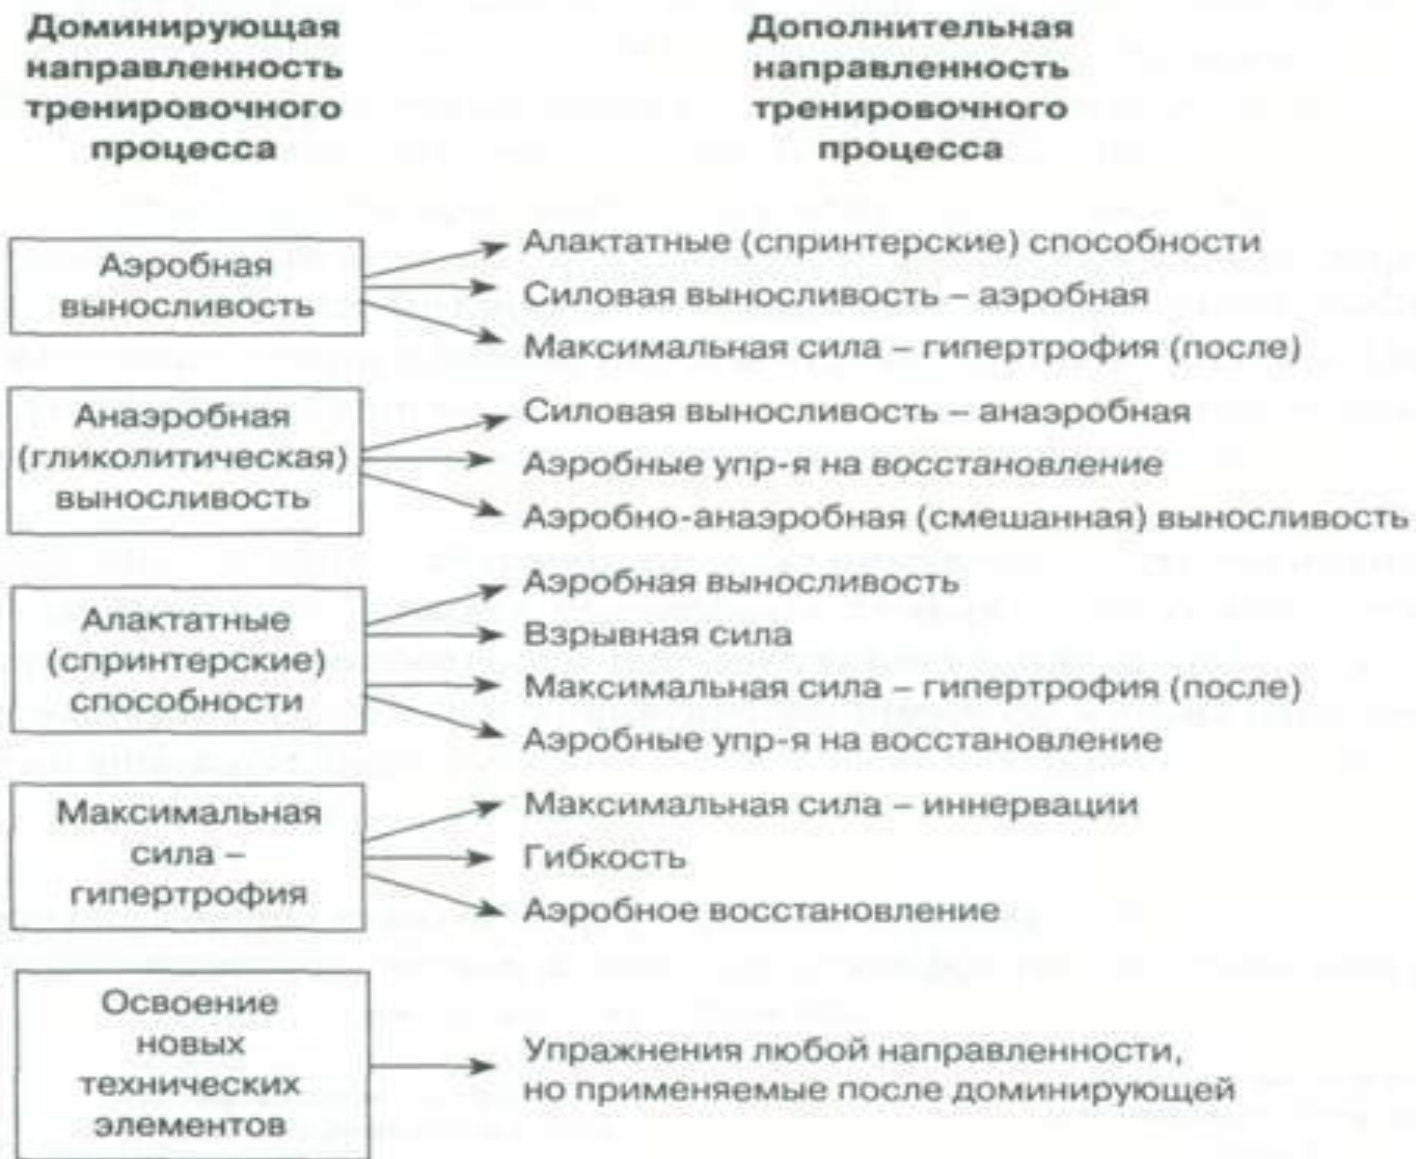 Доминирующая
направленность
тренировочного
процесса
Дополнительная
направленность
тренировочного
процесса
Аэробная
выносливость
Алактатные (спринтерские) способности
Силовая выносливость – аэробная
Максимальная сила – гипертрофия (после)
Анаэробная
(гликолитическая)
выносливость
Силовая выносливость – анаэробная
Аэробные упр-я на восстановление
Аэробно-анаэробная (смешанная) выносливость
Алактатные
(спринтерские)
способности
Аэробная выносливость
Взрывная сила
Максимальная сила – гипертрофия (после)
Аэробные упр-я на восстановление
Максимальная
сила –
гипертрофия
Максимальная сила – иннервации
Гибкость
Аэробное восстановление
Освоение
новых
технических
элементов
Упражнения любой направленности,
но применяемые после доминирующей